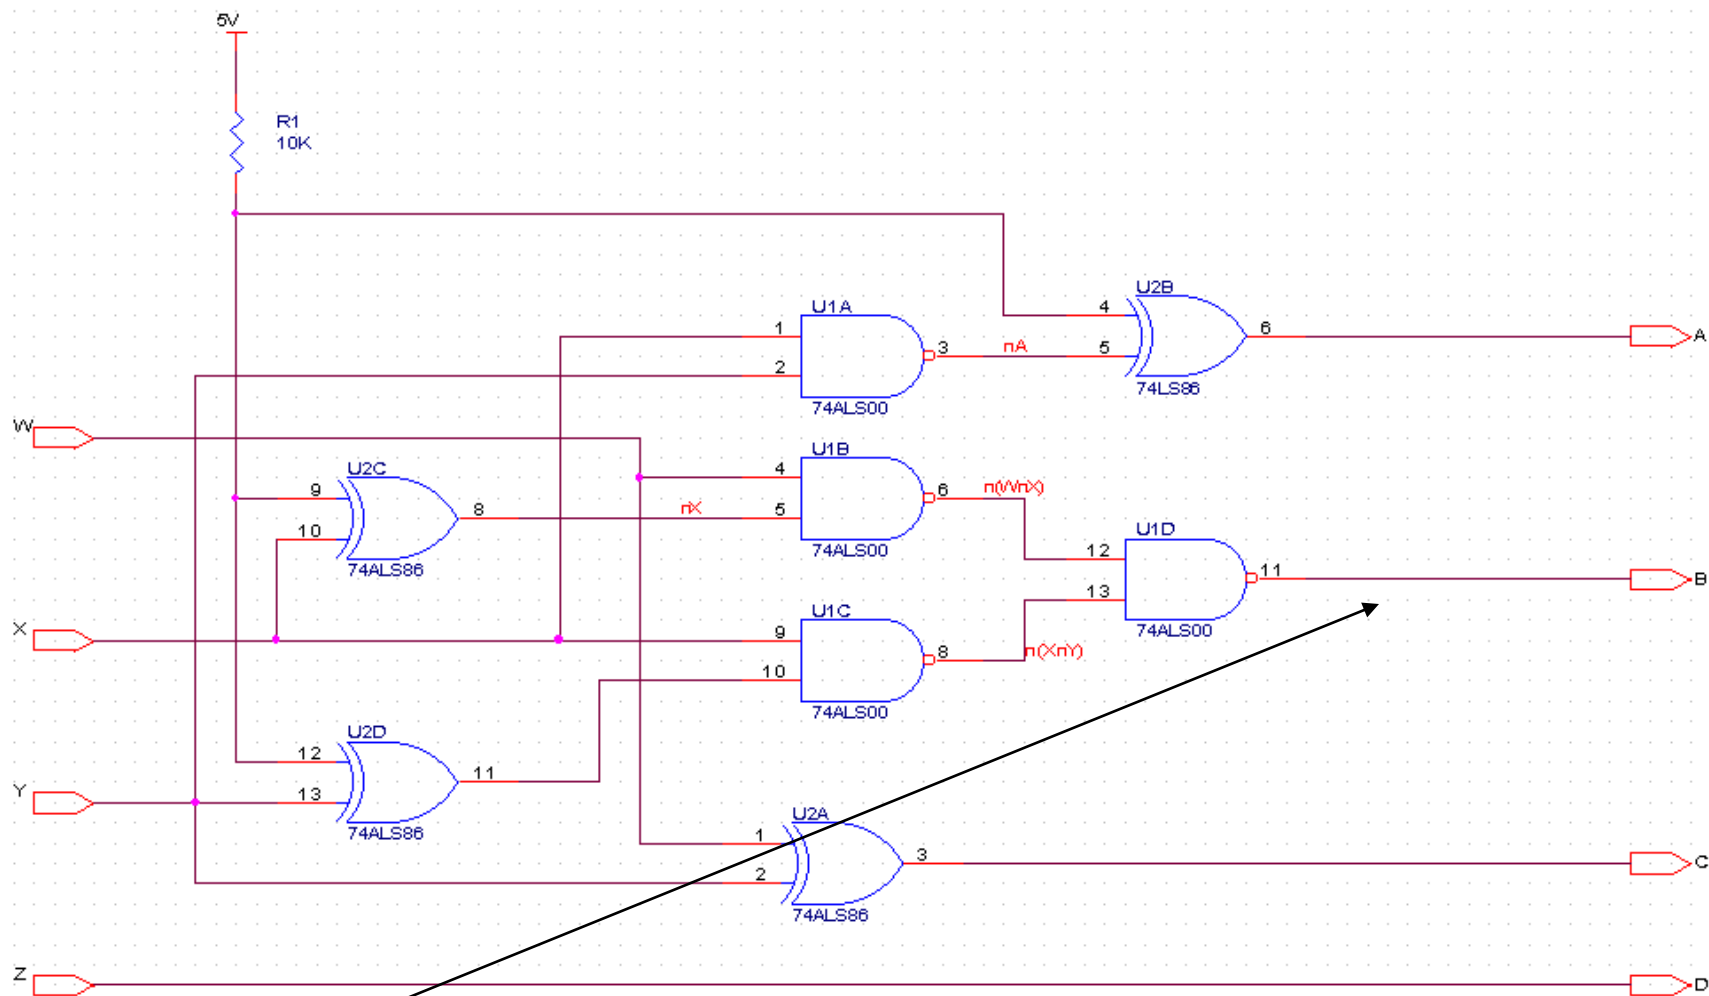 5V
R1
10K
U2B
4
6
A
5
74LS86
U1A
1
3
nA
2
74ALS00
W
U1B
4
6
n(WnX)
nX
5
74ALS00
U2C
9
8
10
74ALS86
U1D
12
11
B
13
74ALS00
X
U1C
9
8
n(XnY)
10
74ALS00
U2D
12
11
Y
13
74ALS86
U2A
1
3
C
2
74ALS86
Z
D